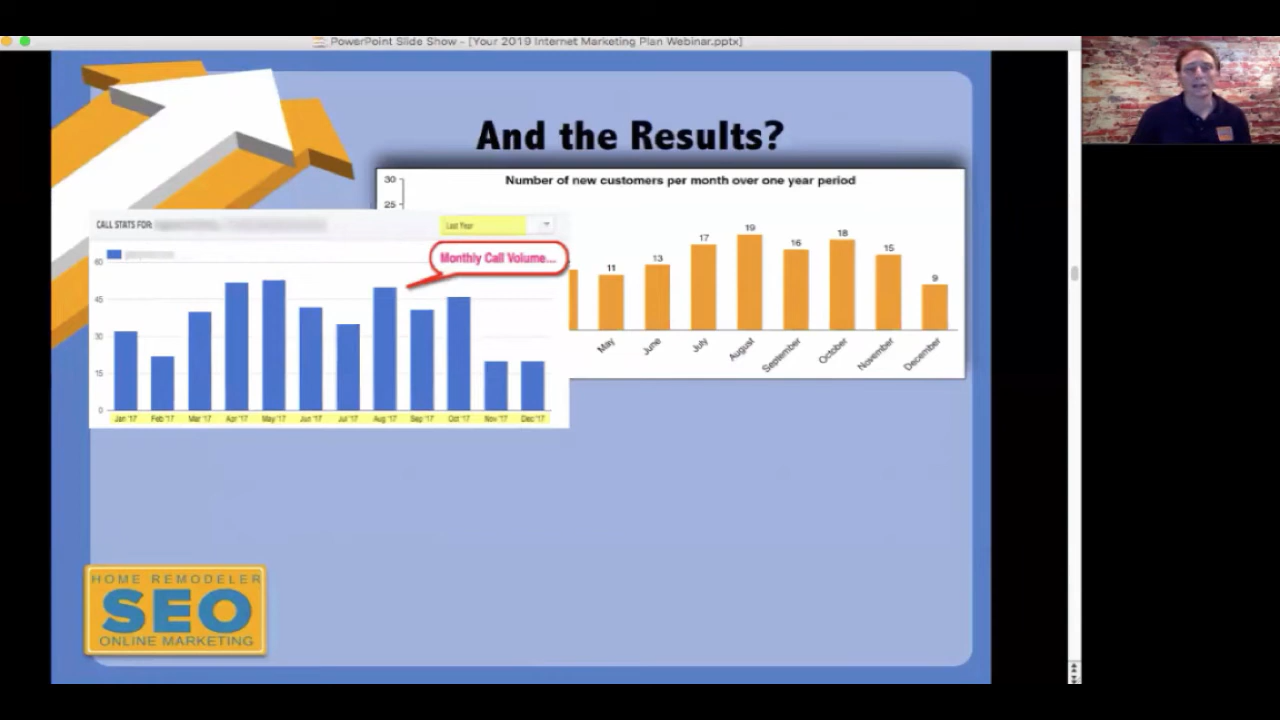 PowerPoint Slide Show - [Your 2019 Internet Marketing Plan Webinar.pptx]
And the Results?
Number of new customers per month over one year period
30
25
17
19
16
18
15
13
11
9
May
June
July
August
September
October
November
December
CALL STATS FOR:
Last Year
Monthly Call Volume...
60
45
30
15
0
Jan '17
Feb '17
Mar '17
Apr '17
May '17
Jun '17
Jul '17
Aug '17
Sep '17
Oct '17
Nov '17
Dec '17
HOME REMODELER
SEO
ONLINE MARKETING